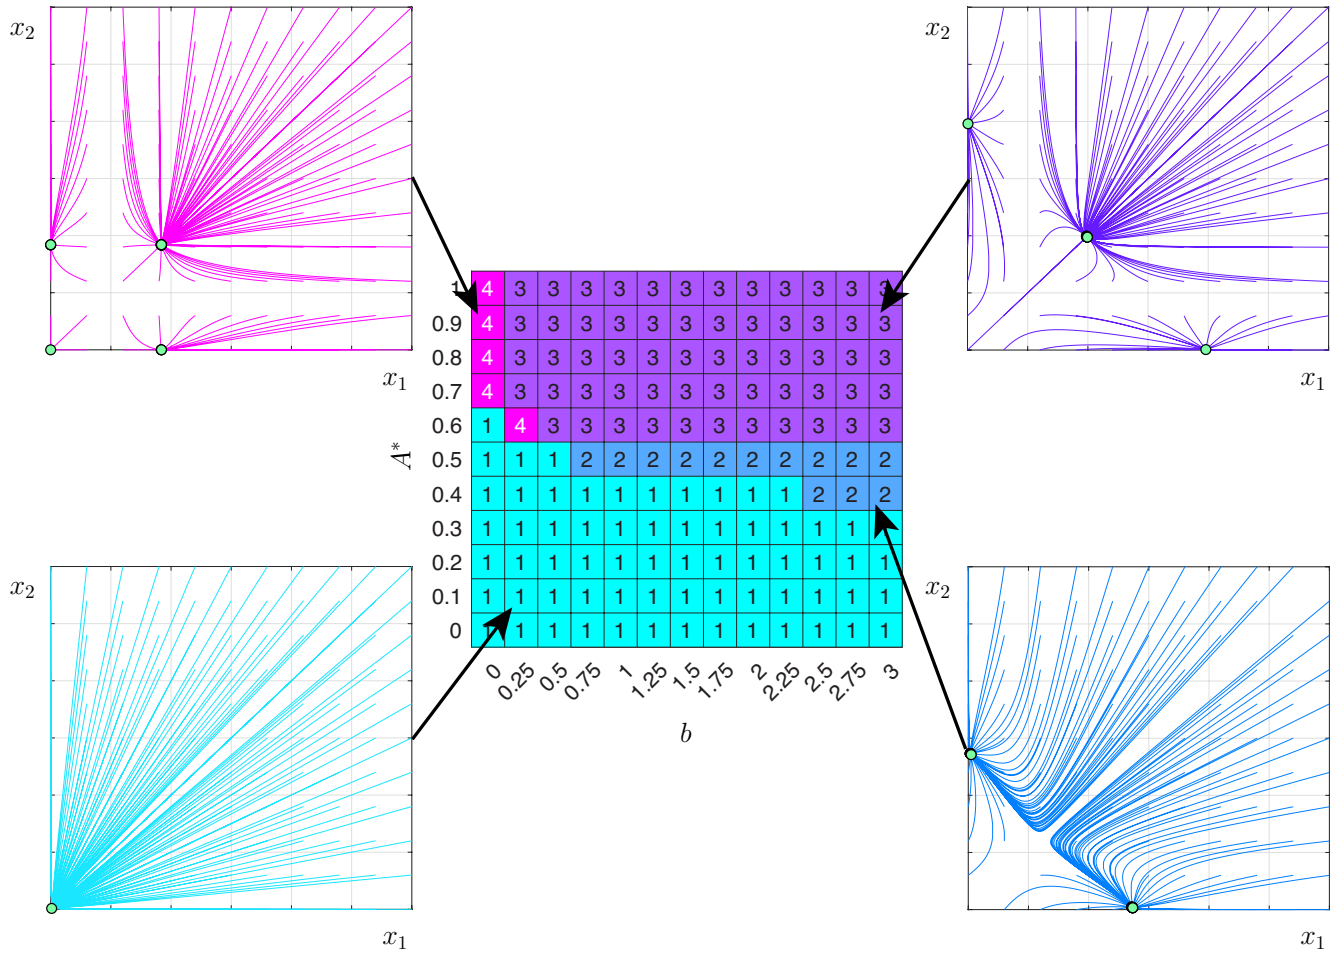 x₂
x₂
1 4 3 3 3 3 3 3 3 3 3 3 3 3
0.9 4 3 3 3 3 3 3 3 3 3 3 3 3
0.8 4 3 3 3 3 3 3 3 3 3 3 3 3
x₁
x₁
0.7 4 3 3 3 3 3 3 3 3 3 3 3 3
0.6 1 4 3 3 3 3 3 3 3 3 3 3 3
A*
0.5 1 1 1 2 2 2 2 2 2 2 2 2 2
0.4 1 1 1 1 1 1 1 1 1 1 2 2 2
0.3 1 1 1 1 1 1 1 1 1 1 1 1
0.2 1 1 1 1 1 1 1 1 1 1 1 1 1
x₂
x₂
0.1 1 1 1 1 1 1 1 1 1 1 1 1 1
0 1 1 1 1 1 1 1 1 1 1 1 1 1
0 0.25 0.5 0.75 1 1.25 1.5 1.75 2 2.25 2.5 2.75 3
b
x₁
x₁